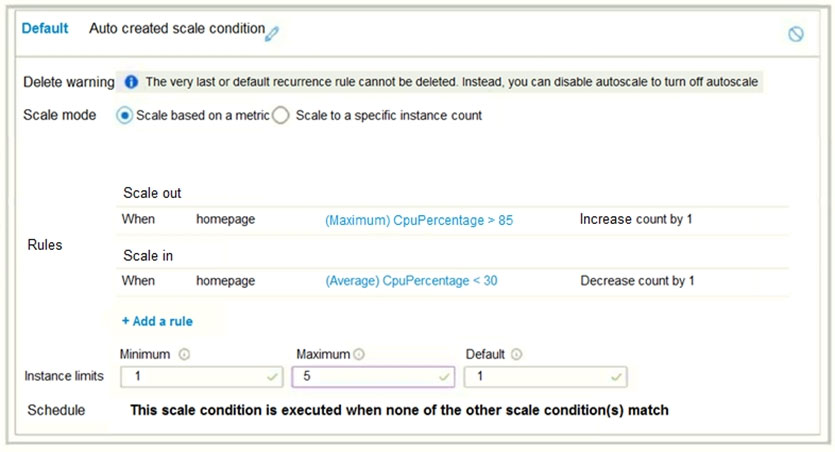 Default Auto created scale condition
Delete warning The very last or default recurrence rule cannot be deleted. Instead, you can disable autoscale to turn off autoscale
Scale mode Scale based on a metric Scale to a specific instance count
Scale out
When homepage (Maximum) CpuPercentage > 85 Increase count by 1
Rules
Scale in
When homepage (Average) CpuPercentage < 30 Decrease count by 1
+ Add a rule
Minimum Maximum Default
Instance limits 1 5 1
Schedule This scale condition is executed when none of the other scale condition(s) match